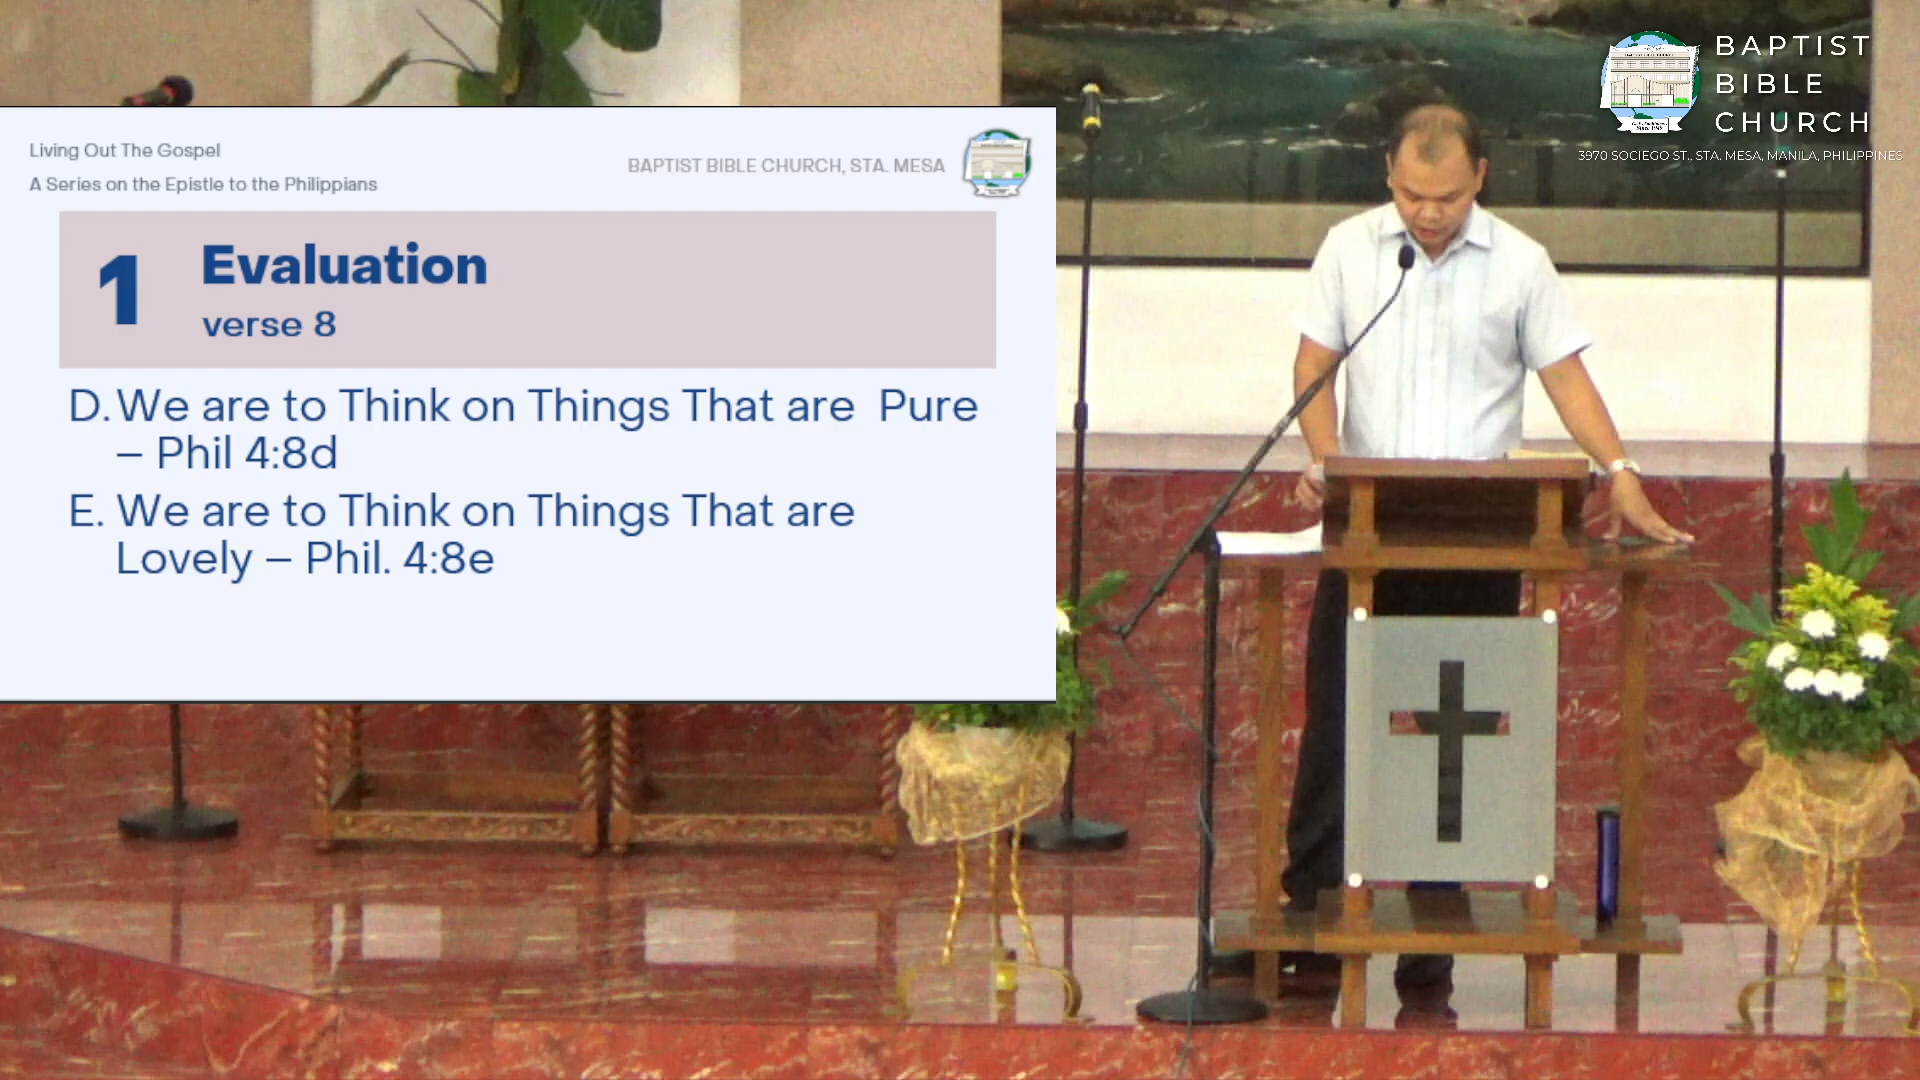 Living Out The Gospel
A Series on the Epistle to the Philippians
BAPTIST BIBLE CHURCH, STA. MESA
1
Evaluation
verse 8
D. We are to Think on Things That are Pure
– Phil 4:8d
E. We are to Think on Things That are
Lovely – Phil. 4:8e
BAPTIST
BIBLE
CHURCH
3970 SOCIEGO ST., STA. MESA, MANILA, PHILIPPINES